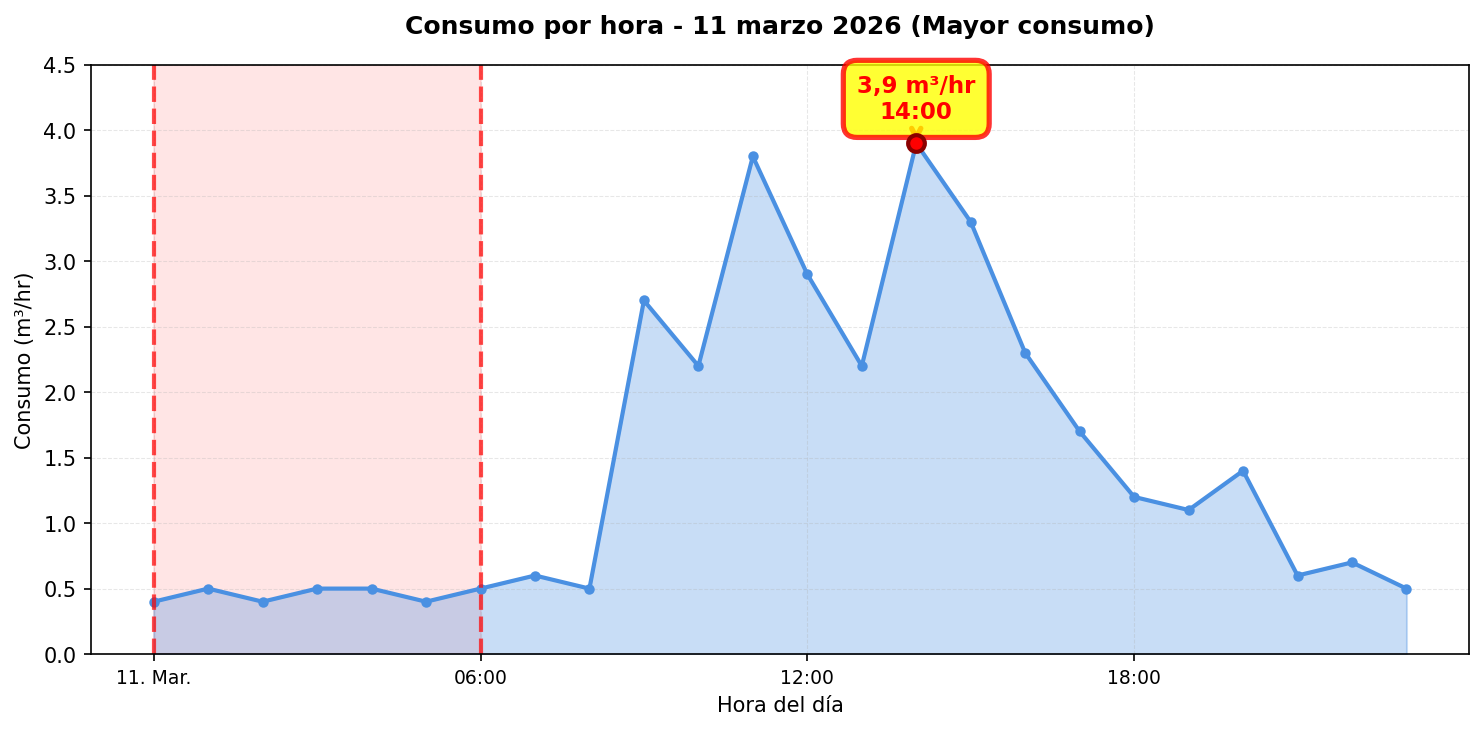 Consumo por hora - 11 marzo 2026 (Mayor consumo)
3,9 m³/hr
14:00
Consumo (m³/hr)
4.5
4.0
3.5
3.0
2.5
2.0
1.5
1.0
0.5
0.0
11. Mar.
06:00
12:00
18:00
Hora del día